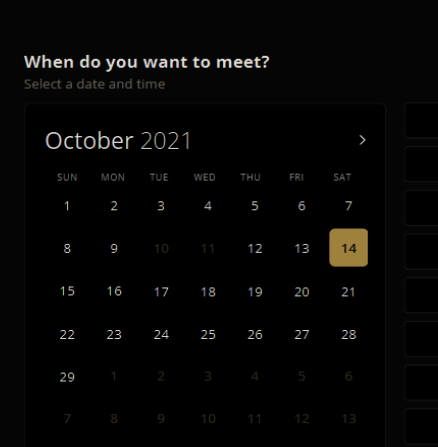 When do you want to meet?
Select a date and time
October 2021
SUN MON TUE WED THU FRI SAT
1 2 3 4 5 6 7
8 9 10 11 12 13 14
15 16 17 18 19 20 21
22 23 24 25 26 27 28
29 1 2 3 4 5 6
7 8 9 10 11 12 13